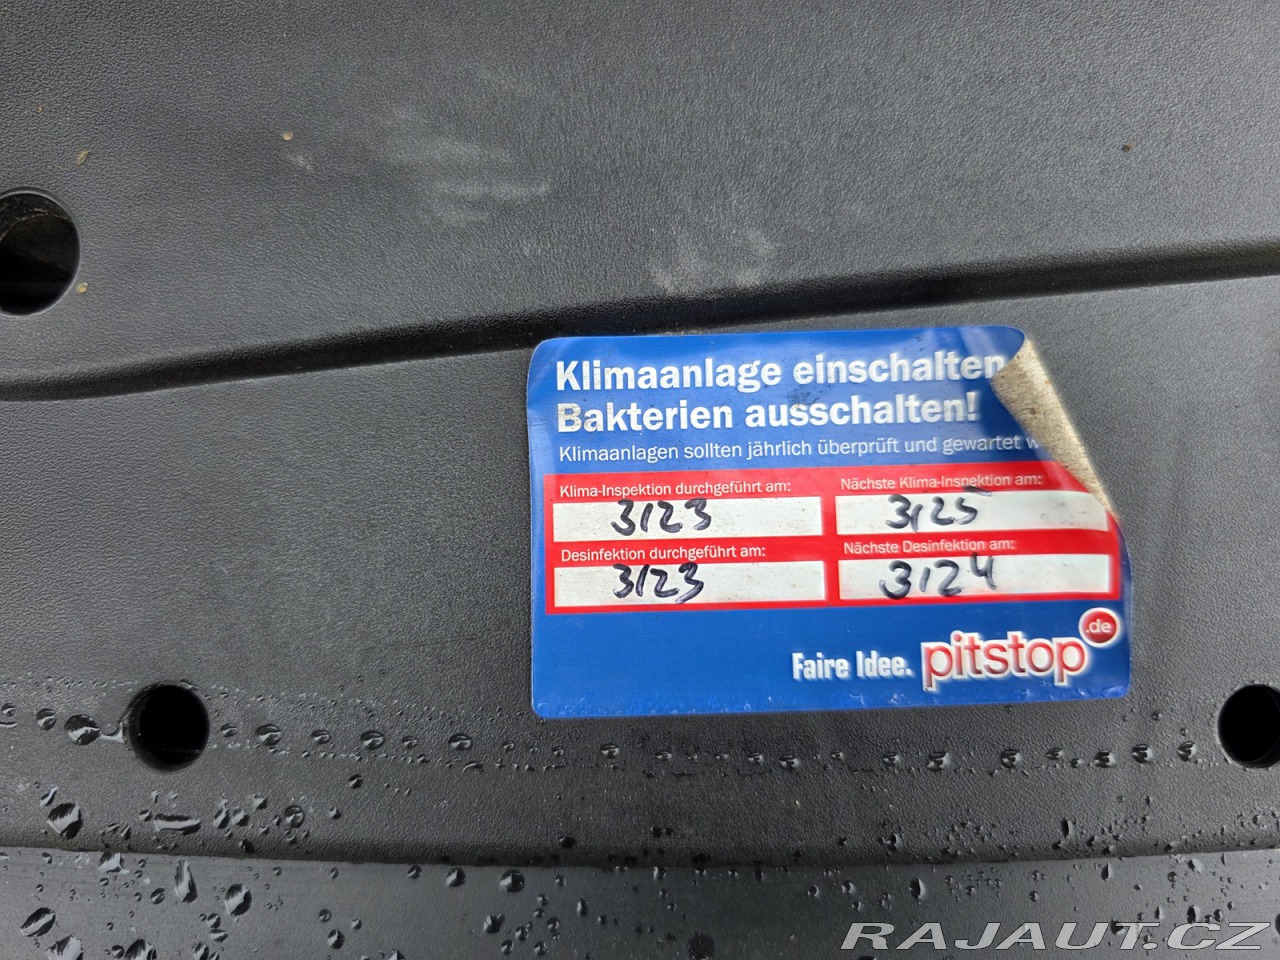 Klimaanlage einschalten
Bakterien ausschalten!
Klimaanlagen sollten jährlich überprüft und gewartet
Klima-Inspektion durchgeführt am:
3/23
Nächste Klima-Inspektion am:
3/25
Desinfektion durchgeführt am:
3/23
Nächste Desinfektion am:
3/24
Faire Idee. pitstop.de
RAJAUT.CZ